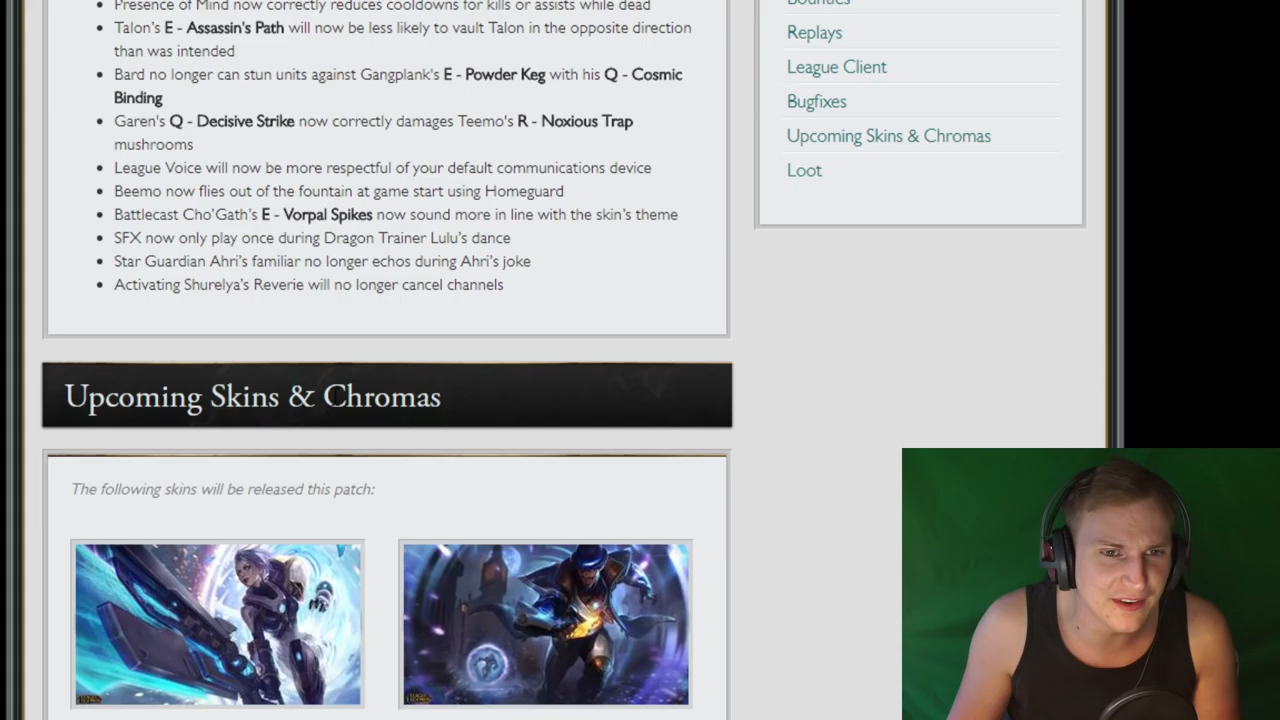 Presence of Mind now correctly reduces cooldowns for kills or assists while dead
Talon's E - Assassin's Path will now be less likely to vault Talon in the opposite direction
than was intended
Bard no longer can stun units against Gangplank's E - Powder Keg with his Q - Cosmic
Binding
Garen's Q - Decisive Strike now correctly damages Teemo's R - Noxious Trap
mushrooms
League Voice will now be more respectful of your default communications device
Beemo now flies out of the fountain at game start using Homeguard
Battlecast Cho'Gath's E - Vorpal Spikes now sound more in line with the skin's theme
SFX now only play once during Dragon Trainer Lulu's dance
Star Guardian Ahri's familiar no longer echos during Ahri's joke
Activating Shurelya's Reverie will no longer cancel channels
Upcoming Skins & Chromas
The following skins will be released this patch:
Bounties
Replays
League Client
Bugfixes
Upcoming Skins & Chromas
Loot